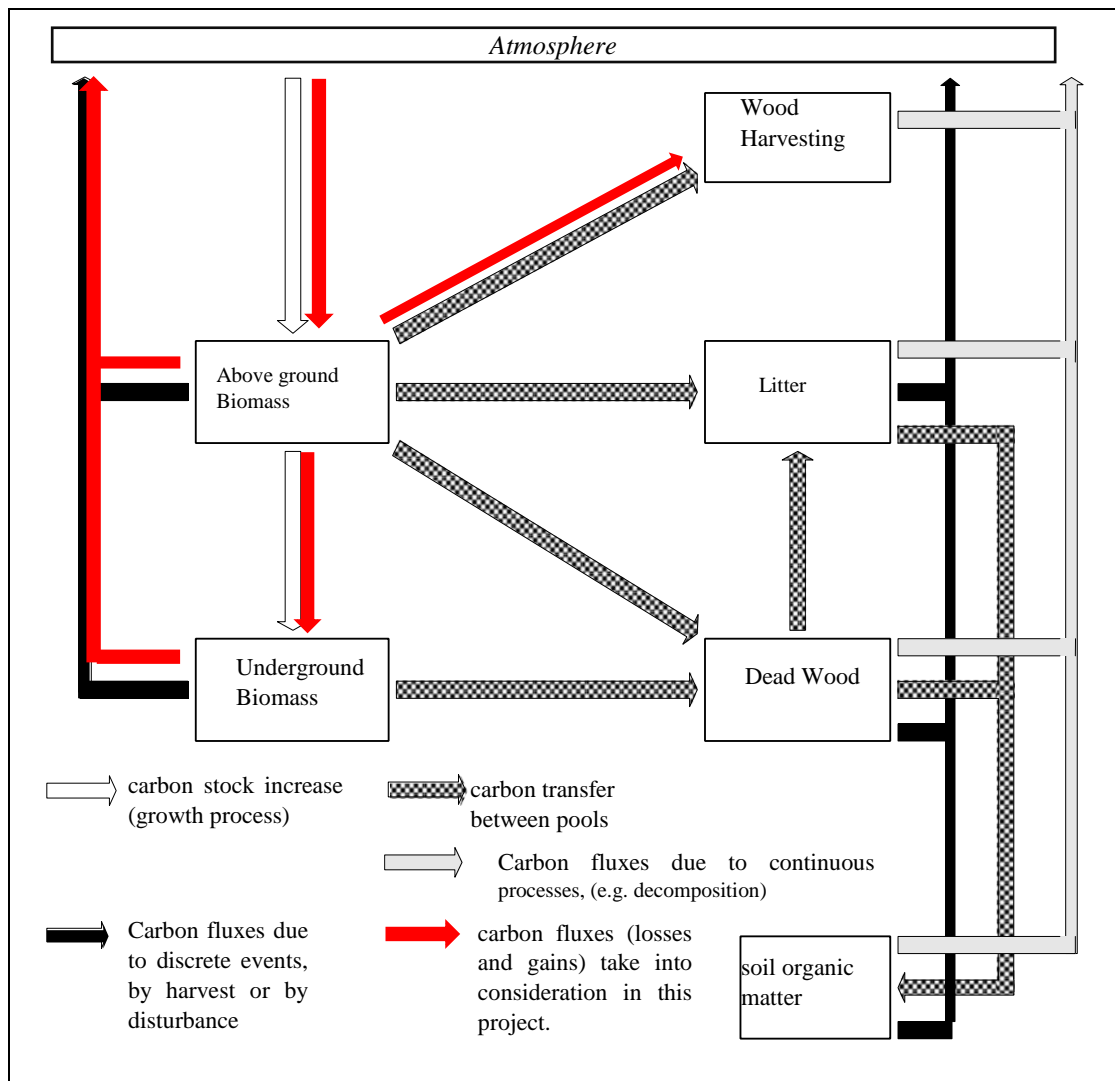 Atmosphere
Wood
Harvesting
Above ground
Biomass
Litter
Underground
Biomass
Dead Wood
carbon stock increase
(growth process)
carbon transfer
between pools
Carbon fluxes due to continuous
processes, (e.g. decomposition)
Carbon fluxes due
to discrete events,
by harvest or by
disturbance
carbon fluxes (losses
and gains) take into
consideration in this
project.
soil organic
matter